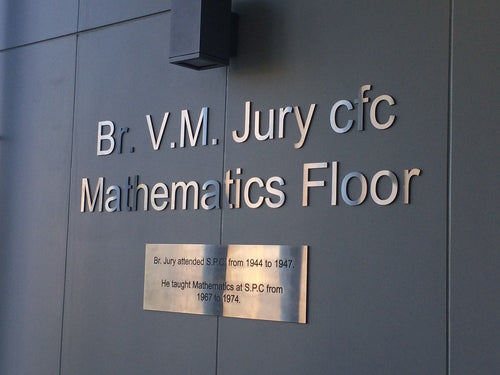 Br. V.M. Jury cfc
Mathematics Floor
Br. Jury attended S.P.C. from 1944 to 1947.
He taught Mathematics at S.P.C from
1967 to 1974.